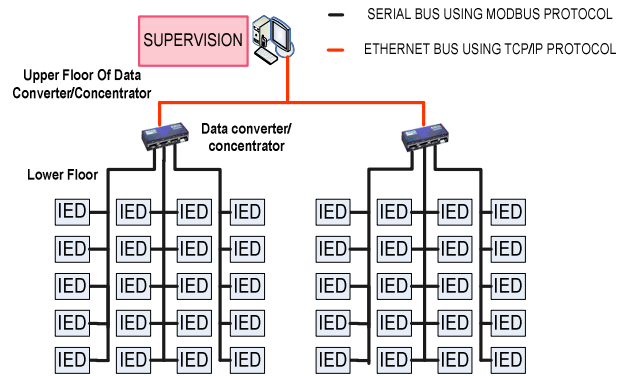 SERIAL BUS USING MODBUS PROTOCOL
SUPERVISION
ETHERNET BUS USING TCP/IP PROTOCOL
Upper Floor Of Data
Converter/Concentrator
Data converter/
concentrator
Lower Floor
IED IED IED IED IED IED IED IED
IED IED IED IED IED IED IED IED
IED IED IED IED IED IED IED IED
IED IED IED IED IED IED IED IED
IED IED IED IED IED IED IED IED